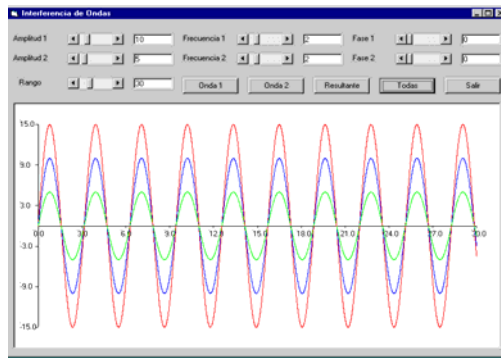 Interferencia de Ondas
Amplitud 1 10 Frecuencia 1 2 Fase 1 0
Amplitud 2 5 Frecuencia 2 2 Fase 2 0
Rango 30 Onda 1 Onda 2 Resultante Todas Salir
15.0
9.0
3.0
0.0 3.0 6.0 9.0 12.0 15.0 18.0 21.0 24.0 27.0 30.0
-3.0
-9.0
-15.0